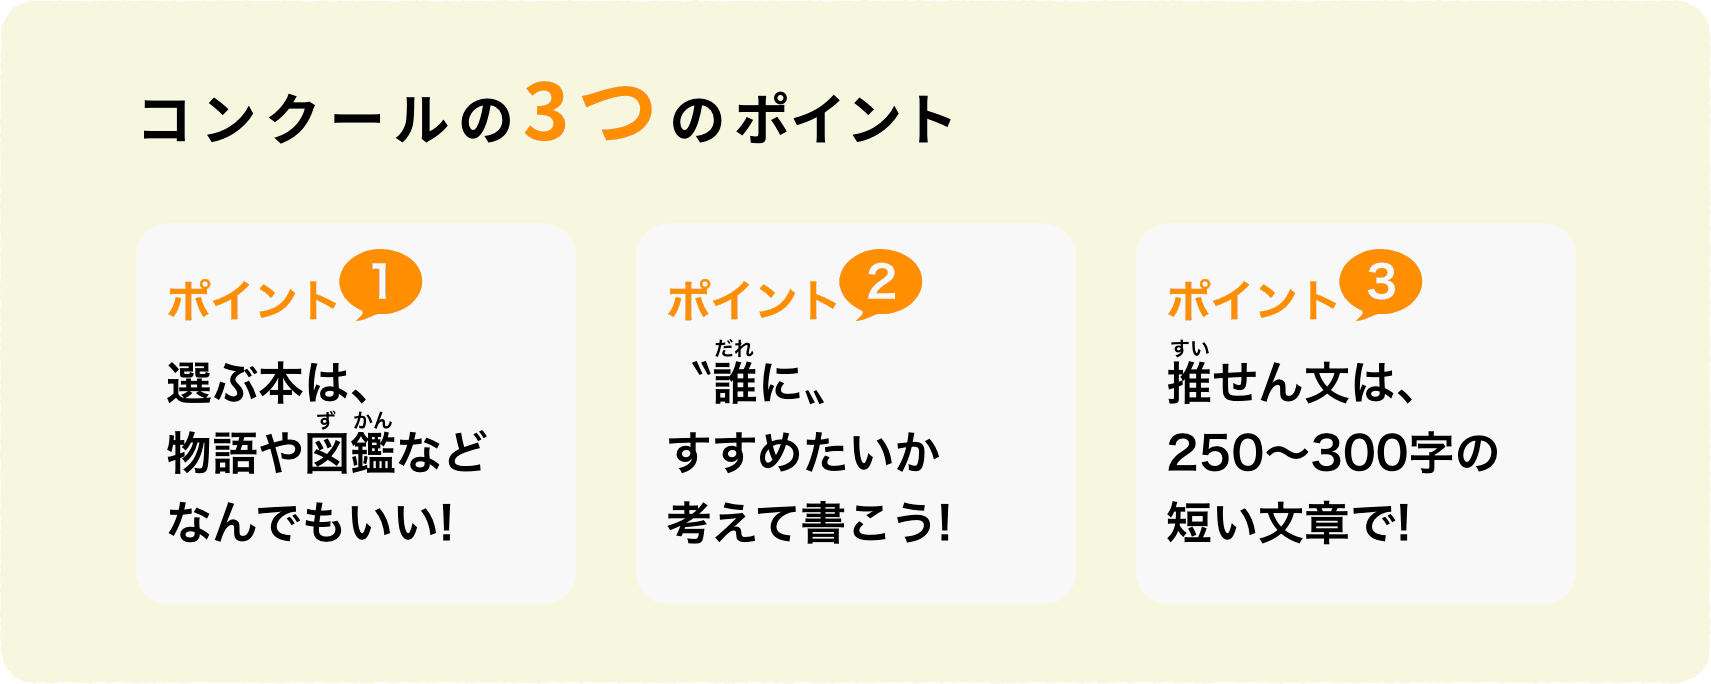 コンクールの3つのポイント
ポイント1
選ぶ本は、
物語や図鑑など
ずかん
なんでもいい!
ポイント2
だれ
〝誰に〟
すすめたいか
考えて書こう!
ポイント3
すい
推せん文は、
250〜300字の
短い文章で!